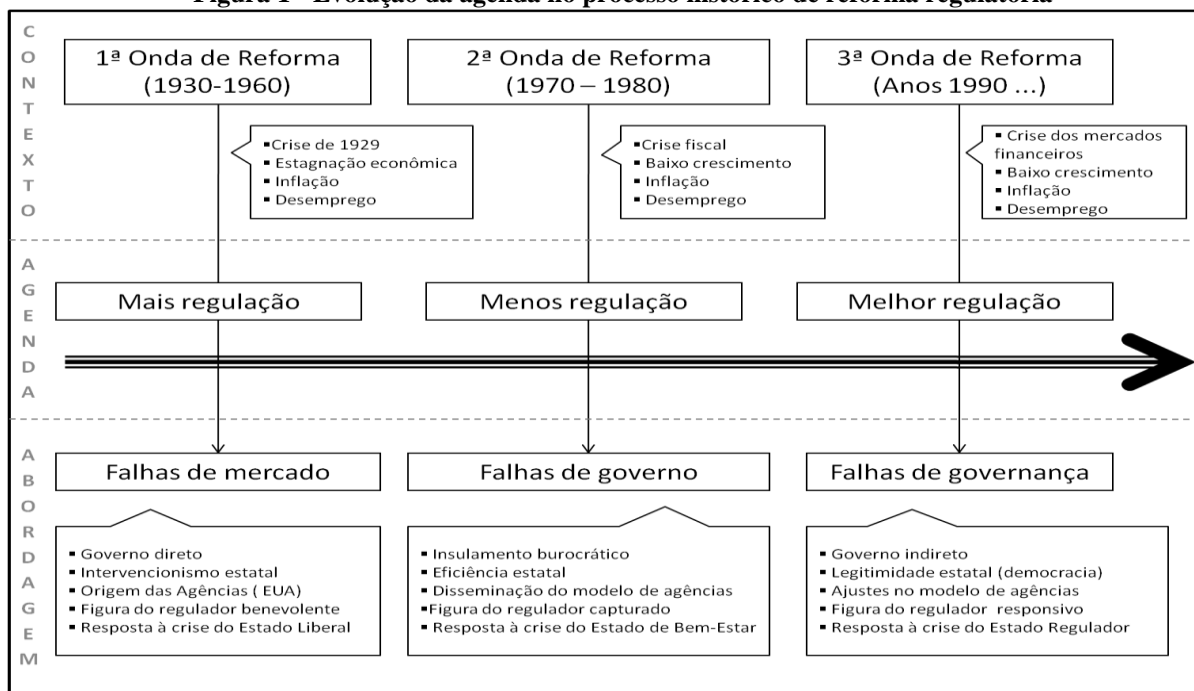 Figura 1 - Evolução da agenda no processo histórico de reforma regulatória
CONTEXTO
1ª Onda de Reforma
(1930-1960)
2ª Onda de Reforma
(1970 – 1980)
3ª Onda de Reforma
(Anos 1990 ...)
▪Crise de 1929
▪ Estagnação econômica
▪ Inflação
▪ Desemprego
▪Crise fiscal
▪ Baixo crescimento
▪ Inflação
▪ Desemprego
▪ Crise dos mercados
financeiros
▪ Baixo crescimento
▪ Inflação
▪ Desemprego
AGENDA
Mais regulação
Menos regulação
Melhor regulação
ABORDAGEM
Falhas de mercado
Falhas de governo
Falhas de governança
▪ Governo direto
▪ Intervencionismo estatal
▪ Origem das Agências ( EUA)
▪ Figura do regulador benevolente
▪ Resposta à crise do Estado Liberal
▪ Insulamento burocrático
▪ Eficiência estatal
▪ Disseminação do modelo de agências
▪Figura do regulador capturado
▪ Resposta à crise do Estado de Bem-Estar
▪ Governo indireto
▪ Legitimidade estatal (democracia)
▪ Ajustes no modelo de agências
▪ Figura do regulador responsivo
▪ Resposta à crise do Estado Regulador